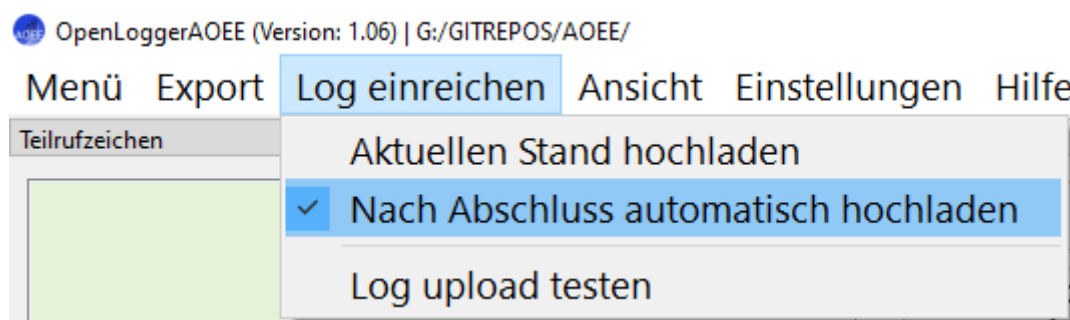 OpenLoggerAOEE (Version: 1.06) | G:/GITREPOS/AOEE/
Menü Export Log einreichen Ansicht Einstellungen Hilfe
Teilrufzeichen
Aktuellen Stand hochladen
Nach Abschluss automatisch hochladen
Log upload testen